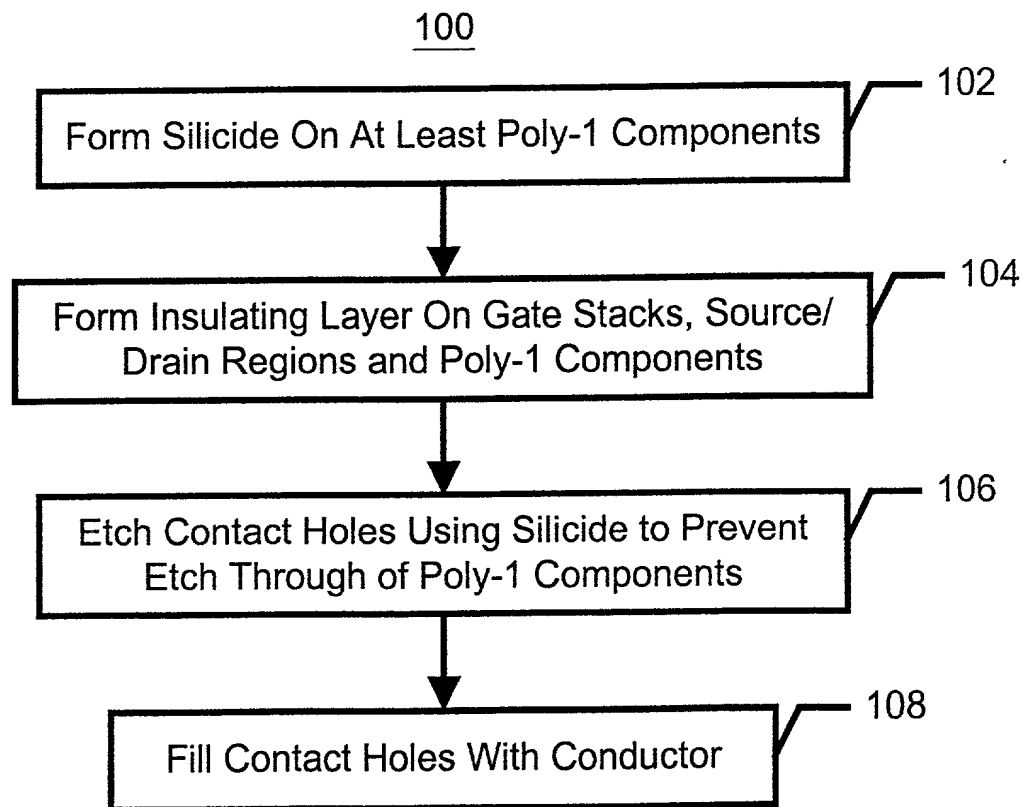 100
102
Form Silicide On At Least Poly-1 Components
104
Form Insulating Layer On Gate Stacks, Source/
Drain Regions and Poly-1 Components
106
Etch Contact Holes Using Silicide to Prevent
Etch Through of Poly-1 Components
108
Fill Contact Holes With Conductor